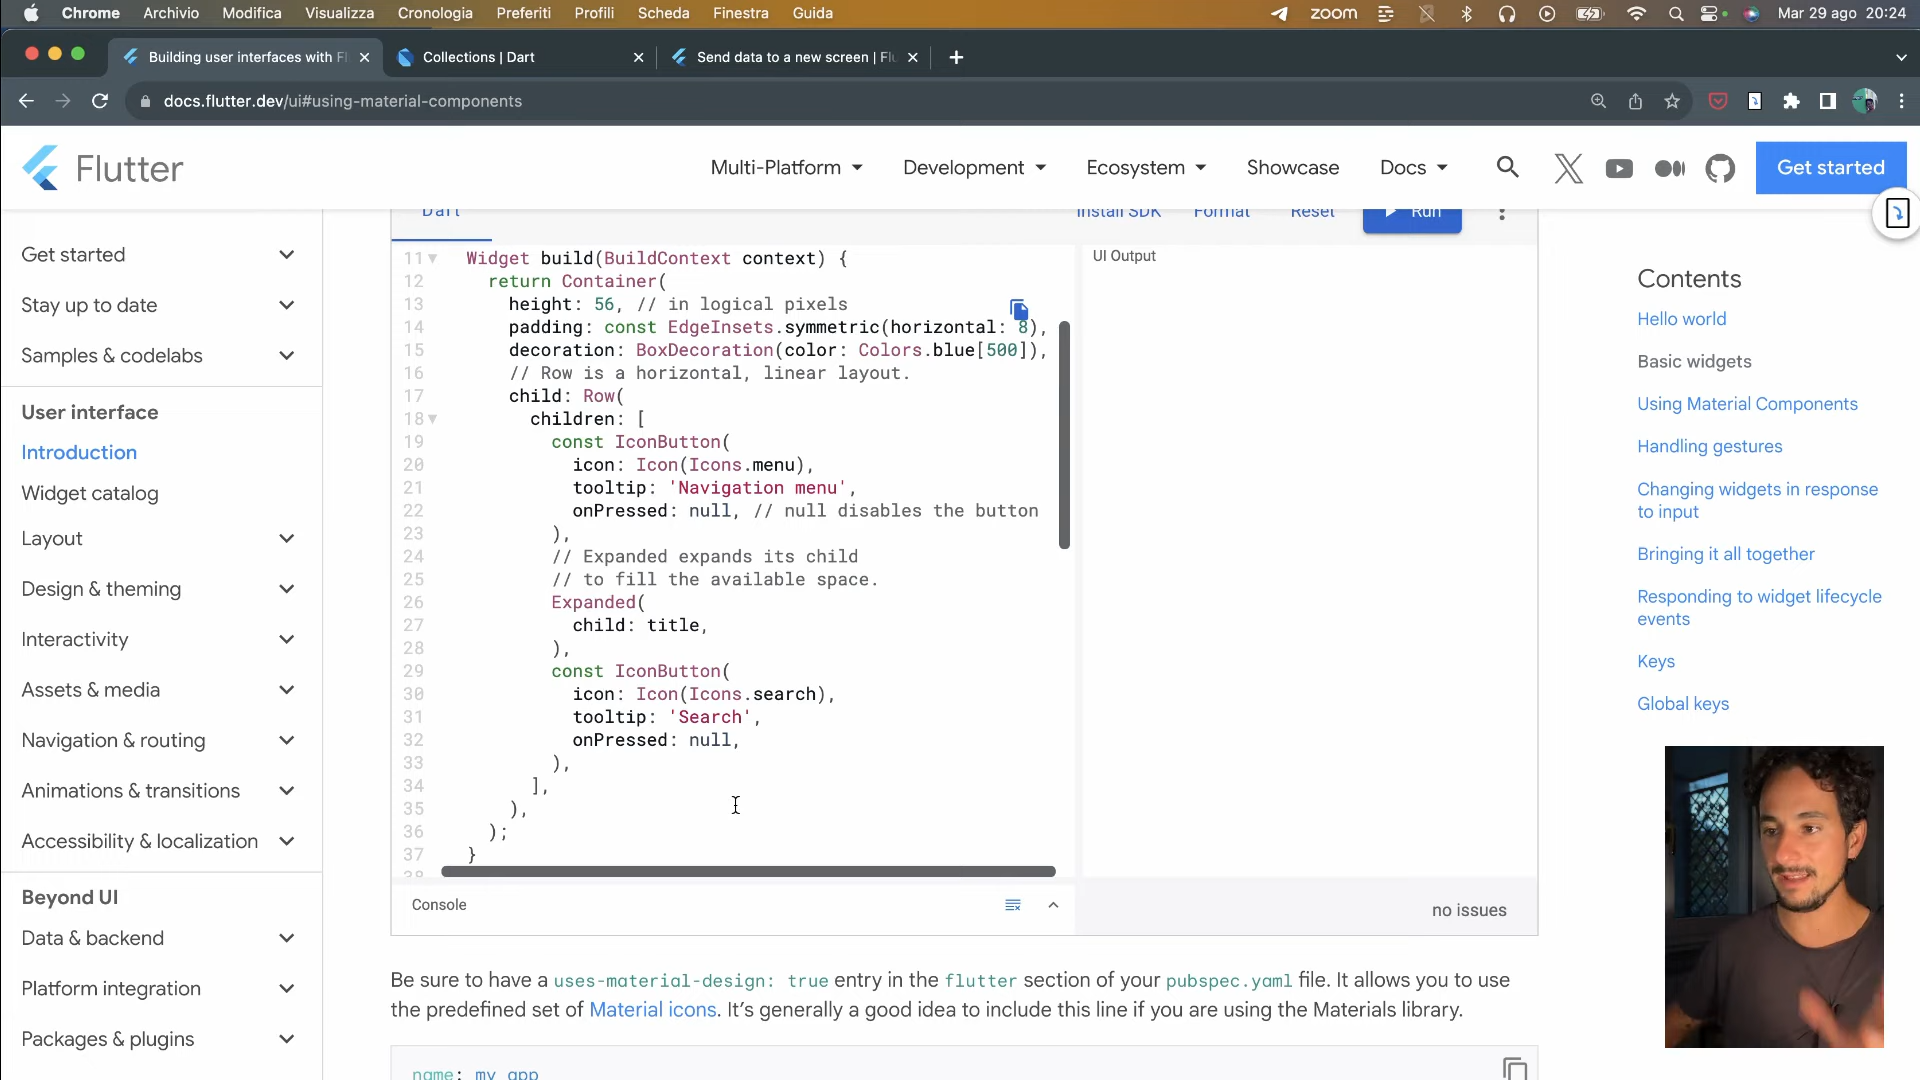 Chrome Archivio Modifica Visualizza Cronologia Preferiti Profili Scheda Finestra Guida zoom Mar 29 ago 20:24
Building user interfaces with Fl Collections | Dart Send data to a new screen | Flu
docs.flutter.dev/ui#using-material-components
Flutter Multi-Platform Development Ecosystem Showcase Docs Get started
Dart Install SDK Format Reset Run
Get started
Stay up to date
Samples & codelabs
User interface
Introduction
Widget catalog
Layout
Design & theming
Interactivity
Assets & media
Navigation & routing
Animations & transitions
Accessibility & localization
Beyond UI
Data & backend
Platform integration
Packages & plugins
11 Widget build(BuildContext context) {
12 return Container(
13 height: 56, // in logical pixels
14 padding: const EdgeInsets.symmetric(horizontal: 8),
15 decoration: BoxDecoration(color: Colors.blue[500]),
16 // Row is a horizontal, linear layout.
17 child: Row(
18 children: [
19 const IconButton(
20 icon: Icon(Icons.menu),
21 tooltip: 'Navigation menu',
22 onPressed: null, // null disables the button
23 ),
24 // Expanded expands its child
25 // to fill the available space.
26 Expanded(
27 child: title,
28 ),
29 const IconButton(
30 icon: Icon(Icons.search),
31 tooltip: 'Search',
32 onPressed: null,
33 ),
34 ],
35 ),
36 );
37 }
38
UI Output
Console
no issues
Be sure to have a uses-material-design: true entry in the flutter section of your pubspec.yaml file. It allows you to use
the predefined set of Material icons. It's generally a good idea to include this line if you are using the Materials library.
name: my_app
Contents
Hello world
Basic widgets
Using Material Components
Handling gestures
Changing widgets in response
to input
Bringing it all together
Responding to widget lifecycle
events
Keys
Global keys